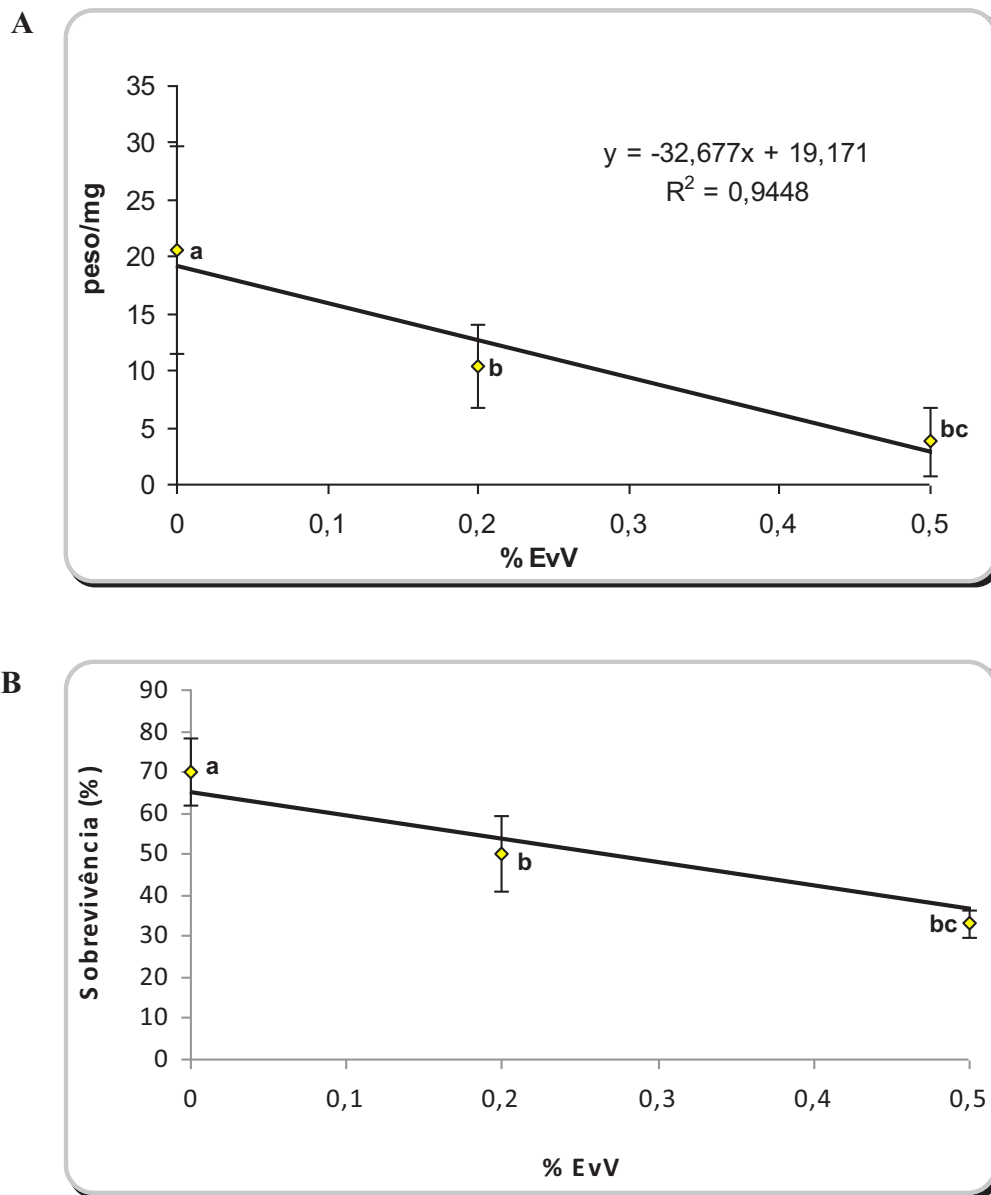 A
35
30
25
20
15
10
5
0
peso/mg
y = -32,677x + 19,171
R² = 0,9448
a
b
bc
0 0,1 0,2 0,3 0,4 0,5
% EvV
B
90
80
70
60
50
40
30
20
10
0
Sobrevivência (%)
a
b
bc
0 0,1 0,2 0,3 0,4 0,5
% EvV